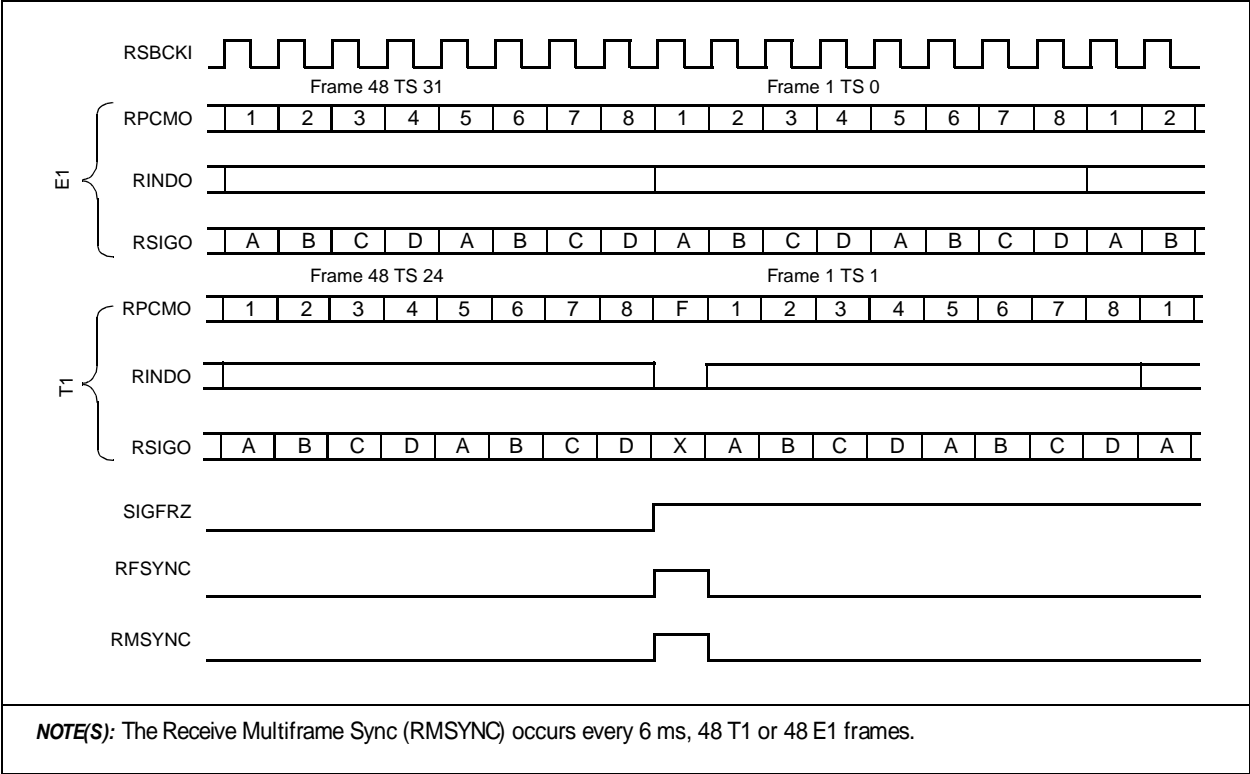 RSBCKI
Frame 48 TS 31 Frame 1 TS 0
E1
RPCMO 1 2 3 4 5 6 7 8 1 2 3 4 5 6 7 8 1 2
RINDO
RSIGO A B C D A B C D A B C D A B C D A B
Frame 48 TS 24 Frame 1 TS 1
T1
RPCMO 1 2 3 4 5 6 7 8 F 1 2 3 4 5 6 7 8 1
RINDO
RSIGO A B C D A B C D X A B C D A B C D A
SIGFRZ
RFSYNC
RMSYNC
NOTE(S): The Receive Multiframe Sync (RMSYNC) occurs every 6 ms, 48 T1 or 48 E1 frames.